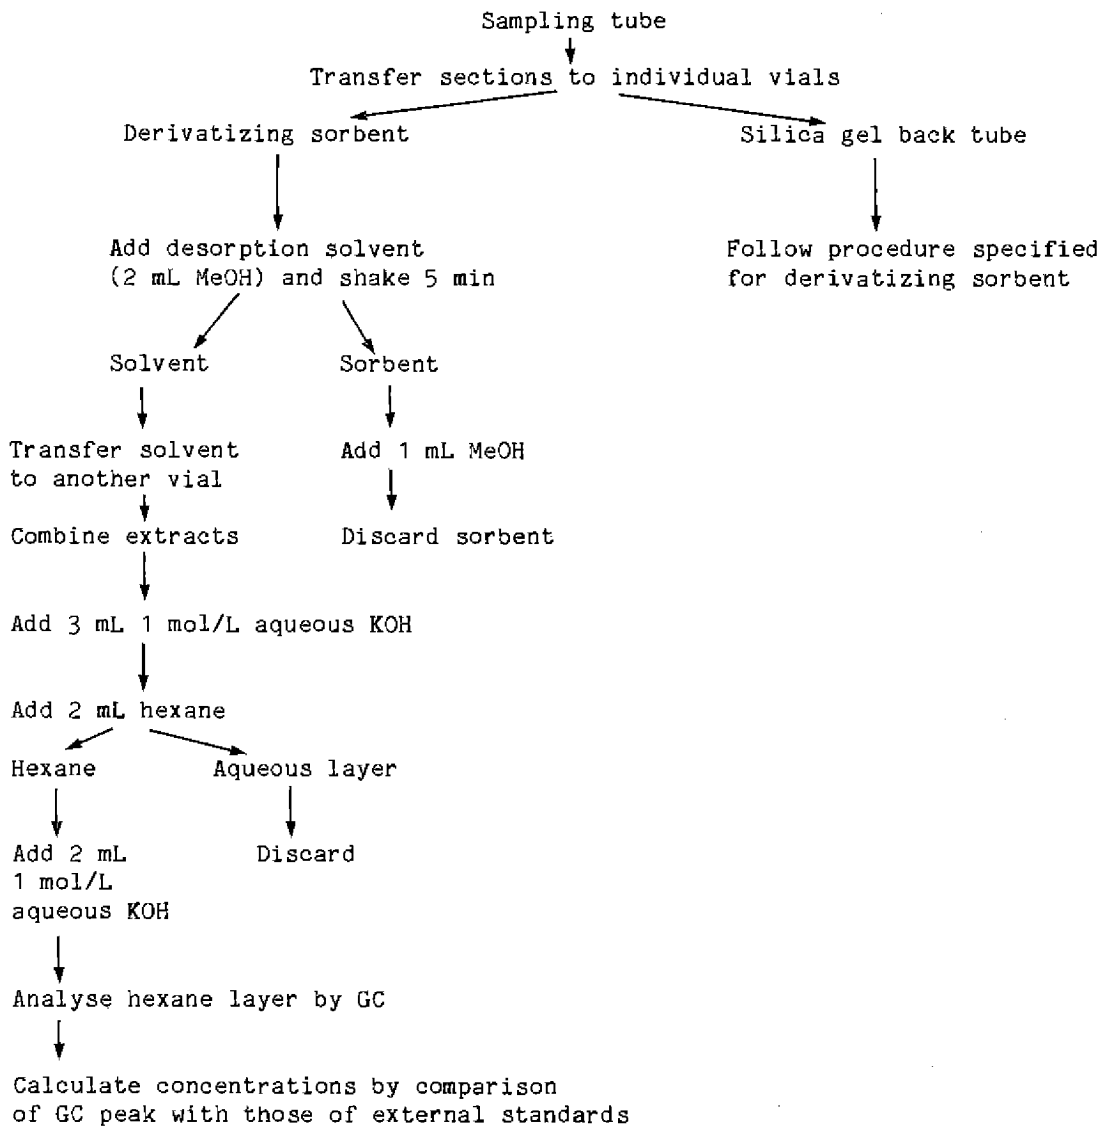 Sampling tube
Transfer sections to individual vials
Derivatizing sorbent
Silica gel back tube
Add desorption solvent
(2 mL MeOH) and shake 5 min
Follow procedure specified
for derivatizing sorbent
Solvent
Sorbent
Transfer solvent
to another vial
Add 1 mL MeOH
Combine extracts
Discard sorbent
Add 3 mL 1 mol/L aqueous KOH
Add 2 mL hexane
Hexane
Aqueous layer
Add 2 mL
1 mol/L
aqueous KOH
Discard
Analyse hexane layer by GC
Calculate concentrations by comparison
of GC peak with those of external standards